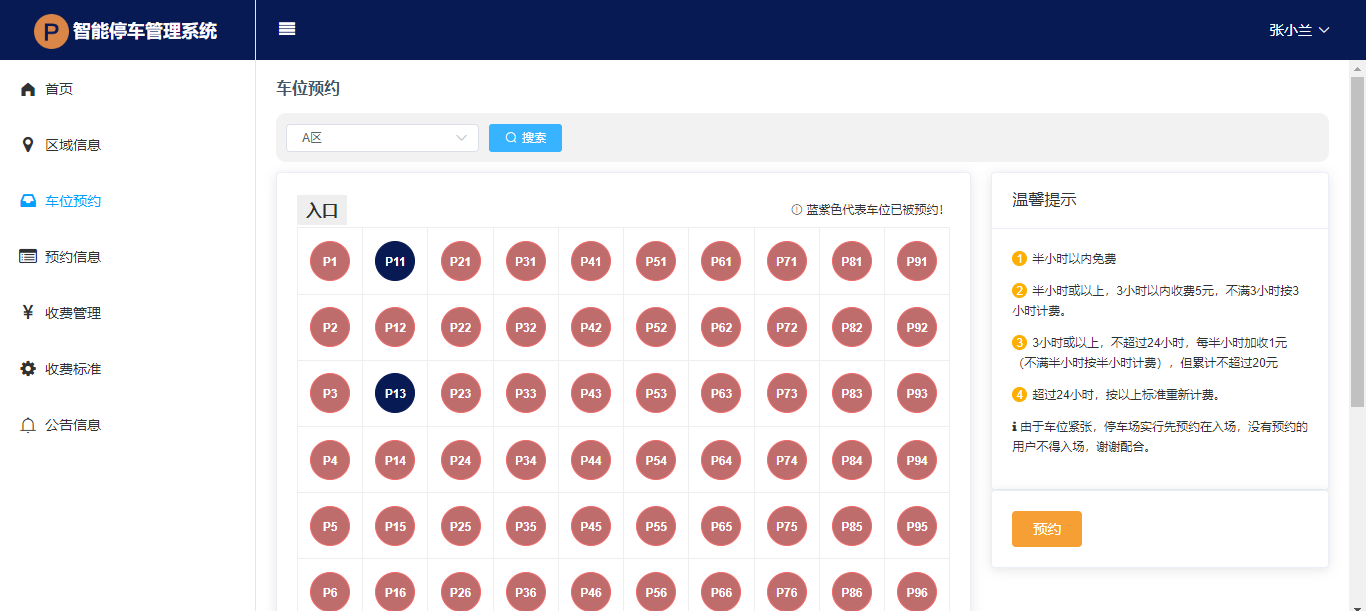 P 智能停车管理系统
张小兰
首页
区域信息
车位预约
预约信息
收费管理
收费标准
公告信息
车位预约
A区 搜索
入口 蓝紫色代表车位已被预约!
P1 P11 P21 P31 P41 P51 P61 P71 P81 P91
P2 P12 P22 P32 P42 P52 P62 P72 P82 P92
P3 P13 P23 P33 P43 P53 P63 P73 P83 P93
P4 P14 P24 P34 P44 P54 P64 P74 P84 P94
P5 P15 P25 P35 P45 P55 P65 P75 P85 P95
P6 P16 P26 P36 P46 P56 P66 P76 P86 P96
温馨提示
1 半小时以内免费
2 半小时或以上，3小时以内收费5元，不满3小时按3
小时计费。
3 3小时或以上，不超过24小时，每半小时加收1元
（不满半小时按半小时计费），但累计不超过20元
4 超过24小时，按以上标准重新计费。
由于车位紧张，停车场实行先预约在入场，没有预约的
用户不得入场，谢谢配合。
预约